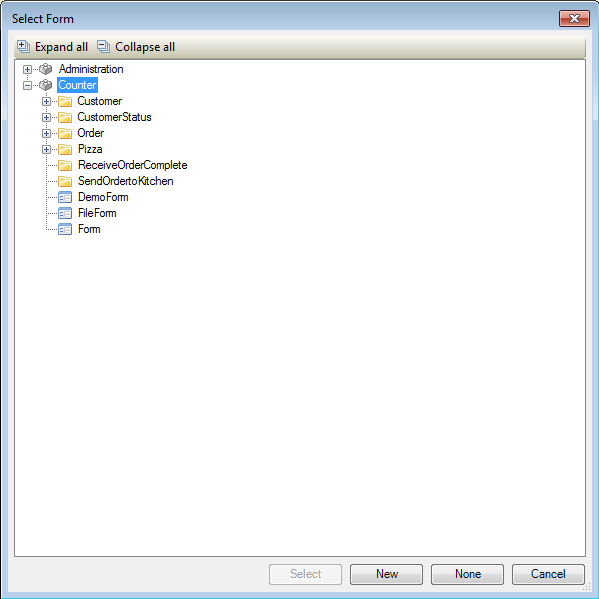 Select Form
Expand all Collapse all
Administration
Counter
Customer
CustomerStatus
Order
Pizza
ReceiveOrderComplete
SendOrdertoKitchen
DemoForm
FileForm
Form
Select New None Cancel